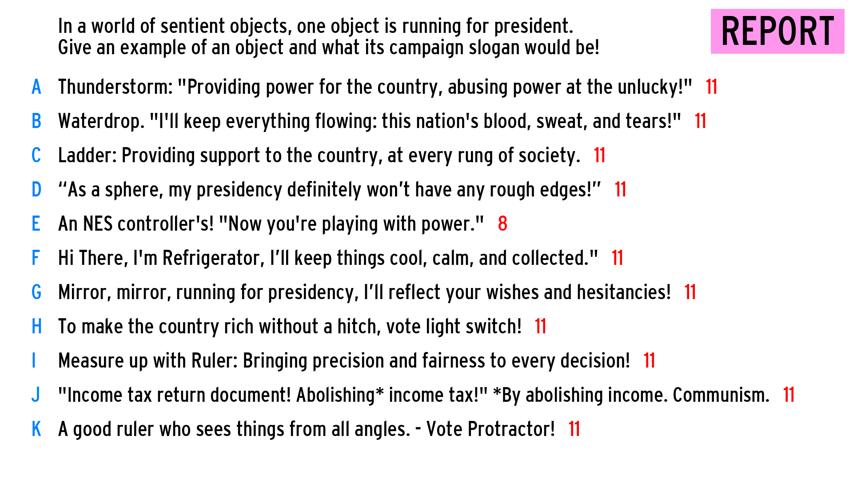 In a world of sentient objects, one object is running for president.
Give an example of an object and what its campaign slogan would be!
REPORT
A Thunderstorm: "Providing power for the country, abusing power at the unlucky!" 11
B Waterdrop. "I'll keep everything flowing: this nation's blood, sweat, and tears!" 11
C Ladder: Providing support to the country, at every rung of society. 11
D “As a sphere, my presidency definitely won’t have any rough edges!” 11
E An NES controller's! "Now you're playing with power." 8
F Hi There, I'm Refrigerator, I’ll keep things cool, calm, and collected." 11
G Mirror, mirror, running for presidency, I’ll reflect your wishes and hesitancies! 11
H To make the country rich without a hitch, vote light switch! 11
I Measure up with Ruler: Bringing precision and fairness to every decision! 11
J "Income tax return document! Abolishing* income tax!" *By abolishing income. Communism. 11
K A good ruler who sees things from all angles. - Vote Protractor! 11